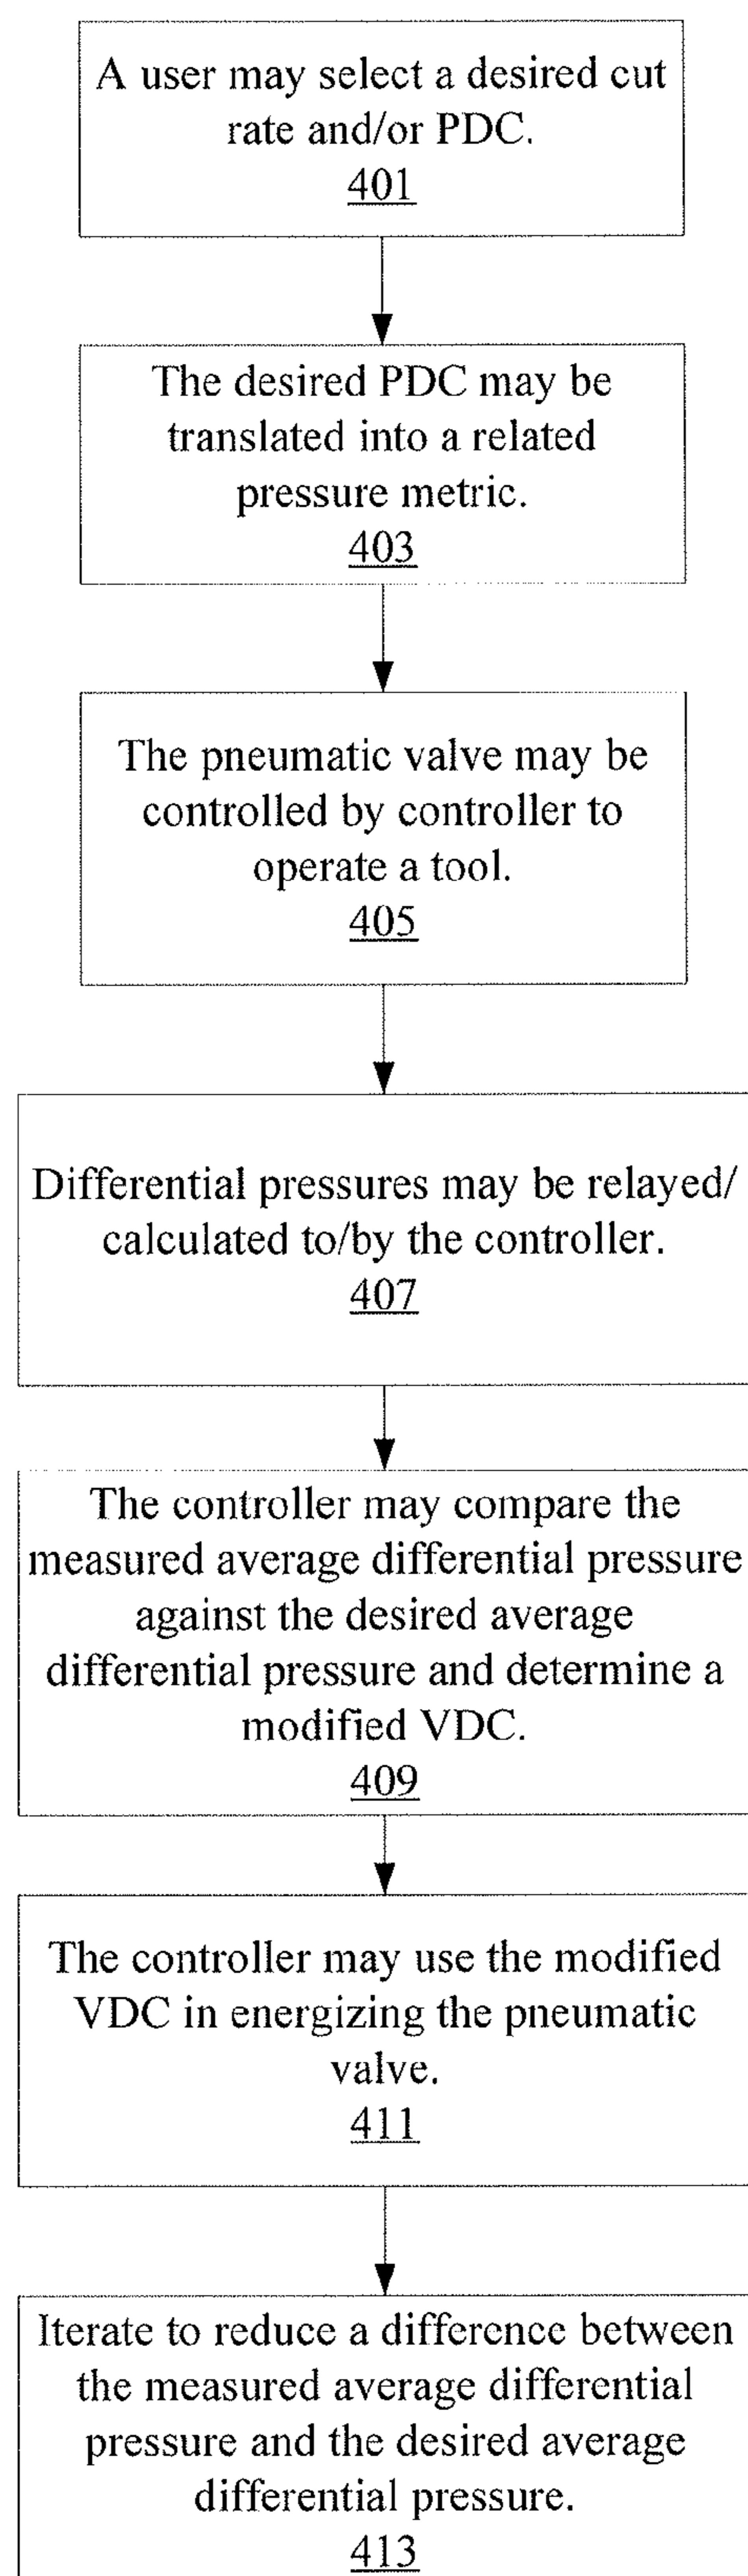 A user may select a desired cut
rate and/or PDC.
401
The desired PDC may be
translated into a related
pressure metric.
403
The pneumatic valve may be
controlled by controller to
operate a tool.
405
Differential pressures may be relayed/
calculated to/by the controller.
407
The controller may compare the
measured average differential pressure
against the desired average
differential pressure and determine a
modified VDC.
409
The controller may use the modified
VDC in energizing the pneumatic
valve.
411
Iterate to reduce a difference between
the measured average differential
pressure and the desired average
differential pressure.
413